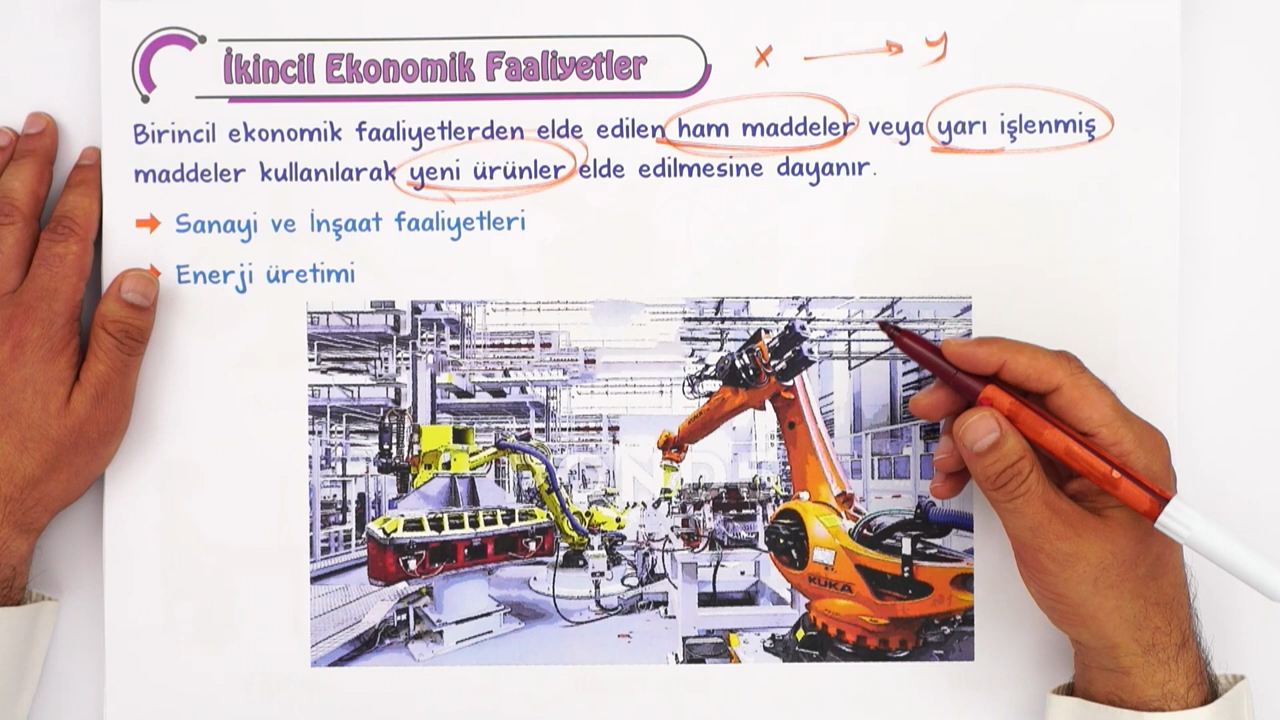 İkincil Ekonomik Faaliyetler
x → y
Birincil ekonomik faaliyetlerden elde edilen ham maddeler veya yarı işlenmiş
maddeler kullanılarak yeni ürünler elde edilmesine dayanır.
Sanayi ve İnşaat faaliyetleri
Enerji üretimi
KUKA